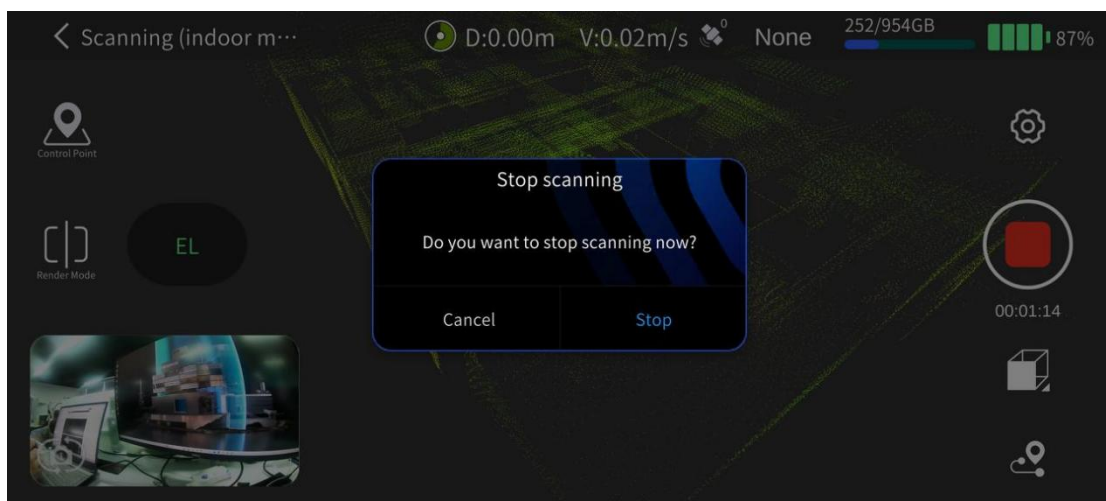 Scanning (indoor m…
D:0.00m
V:0.02m/s
0
None
252/954GB
87%
Control Point
Stop scanning
Do you want to stop scanning now?
EL
Render Mode
Cancel
Stop
00:01:14